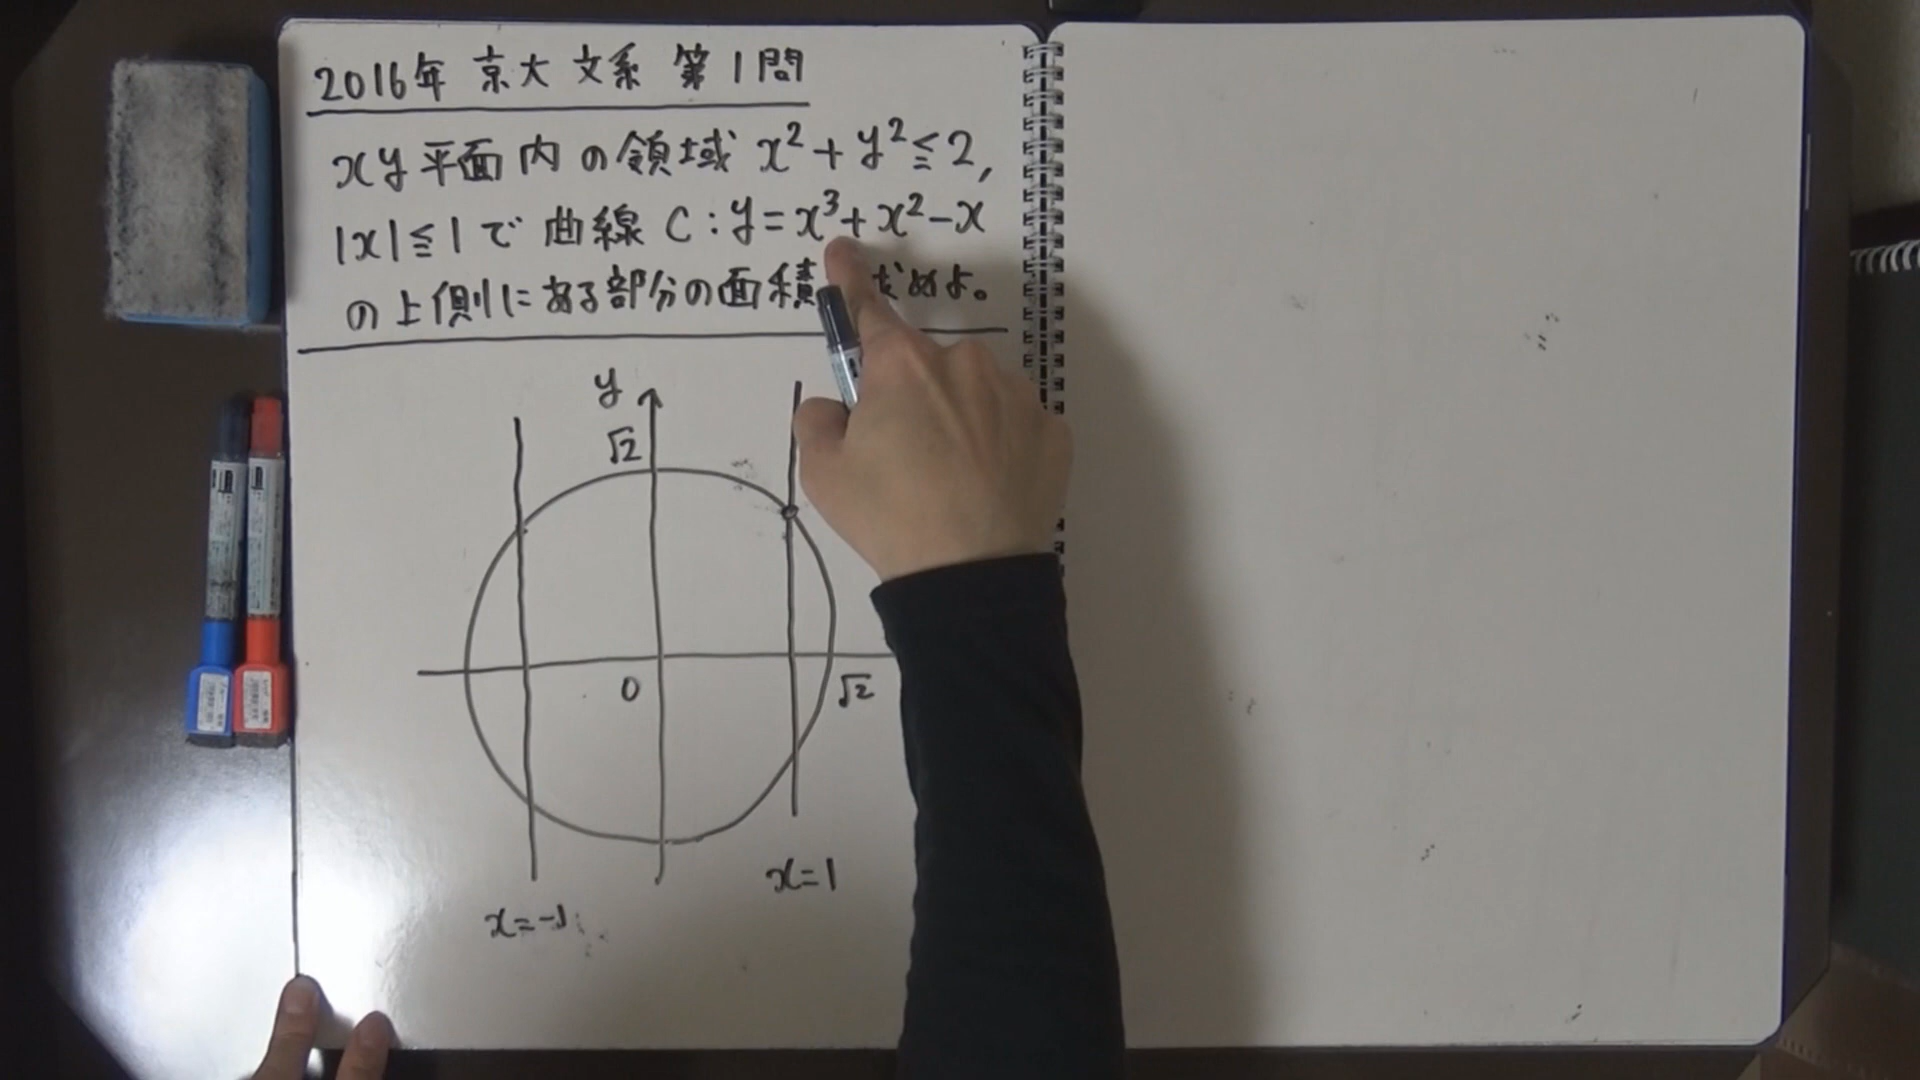 2016年 京大 文系 第1問
xy平面内の領域 x²+y²≦2,
|x|≦1で 曲線 C:y=x³+x²-x
の上側にある部分の面積 めよ。
y
√2
0
√2
x=1
x=-1